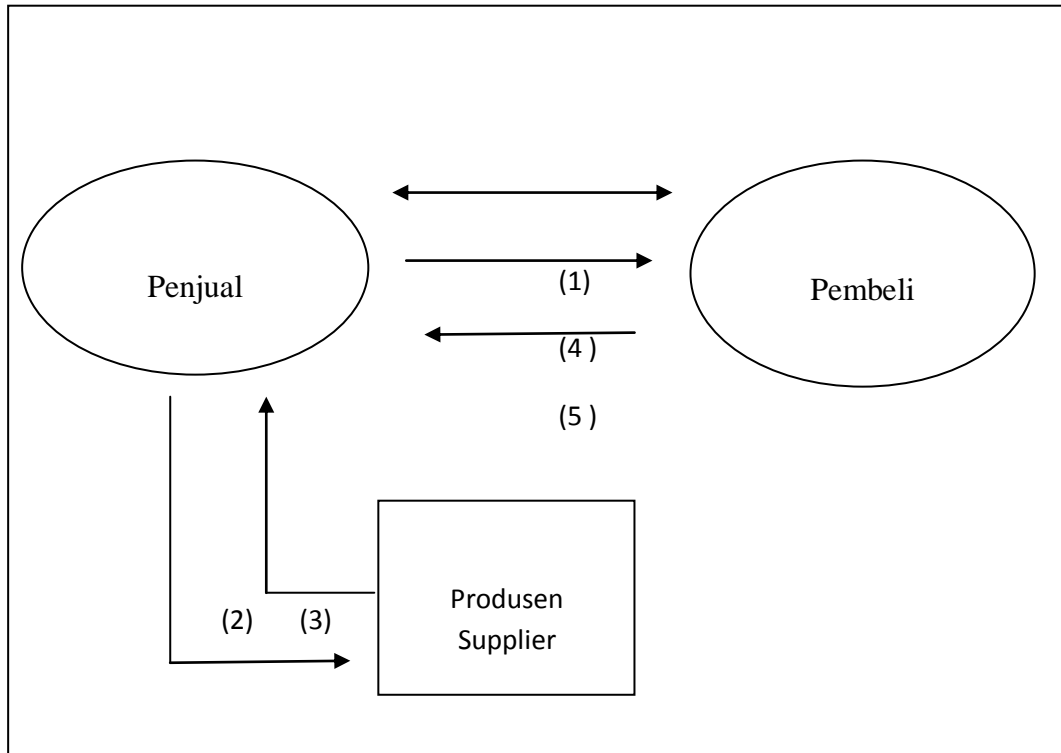 Penjual
(1)
Pembeli
(4 )
(5 )
Produsen
Supplier
(2)
(3)